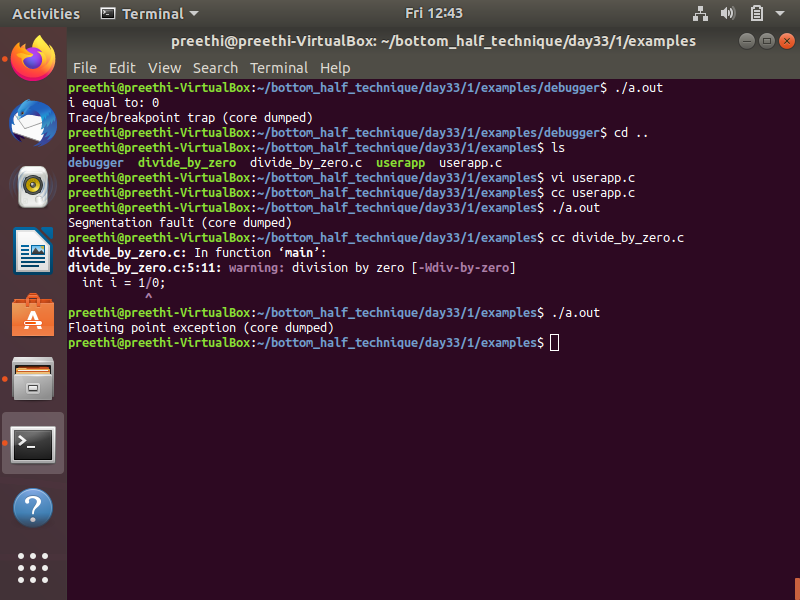 Activities Terminal Fri 12:43
preethi@preethi-VirtualBox: ~/bottom_half_technique/day33/1/examples
File Edit View Search Terminal Help
preethi@preethi-VirtualBox:~/bottom_half_technique/day33/1/examples/debugger$ ./a.out
i equal to: 0
Trace/breakpoint trap (core dumped)
preethi@preethi-VirtualBox:~/bottom_half_technique/day33/1/examples/debugger$ cd ..
preethi@preethi-VirtualBox:~/bottom_half_technique/day33/1/examples$ ls
debugger divide_by_zero divide_by_zero.c userapp userapp.c
preethi@preethi-VirtualBox:~/bottom_half_technique/day33/1/examples$ vi userapp.c
preethi@preethi-VirtualBox:~/bottom_half_technique/day33/1/examples$ cc userapp.c
preethi@preethi-VirtualBox:~/bottom_half_technique/day33/1/examples$ ./a.out
Segmentation fault (core dumped)
preethi@preethi-VirtualBox:~/bottom_half_technique/day33/1/examples$ cc divide_by_zero.c
divide_by_zero.c: In function ‘main’:
divide_by_zero.c:5:11: warning: division by zero [-Wdiv-by-zero]
int i = 1/0;
^
preethi@preethi-VirtualBox:~/bottom_half_technique/day33/1/examples$ ./a.out
Floating point exception (core dumped)
preethi@preethi-VirtualBox:~/bottom_half_technique/day33/1/examples$